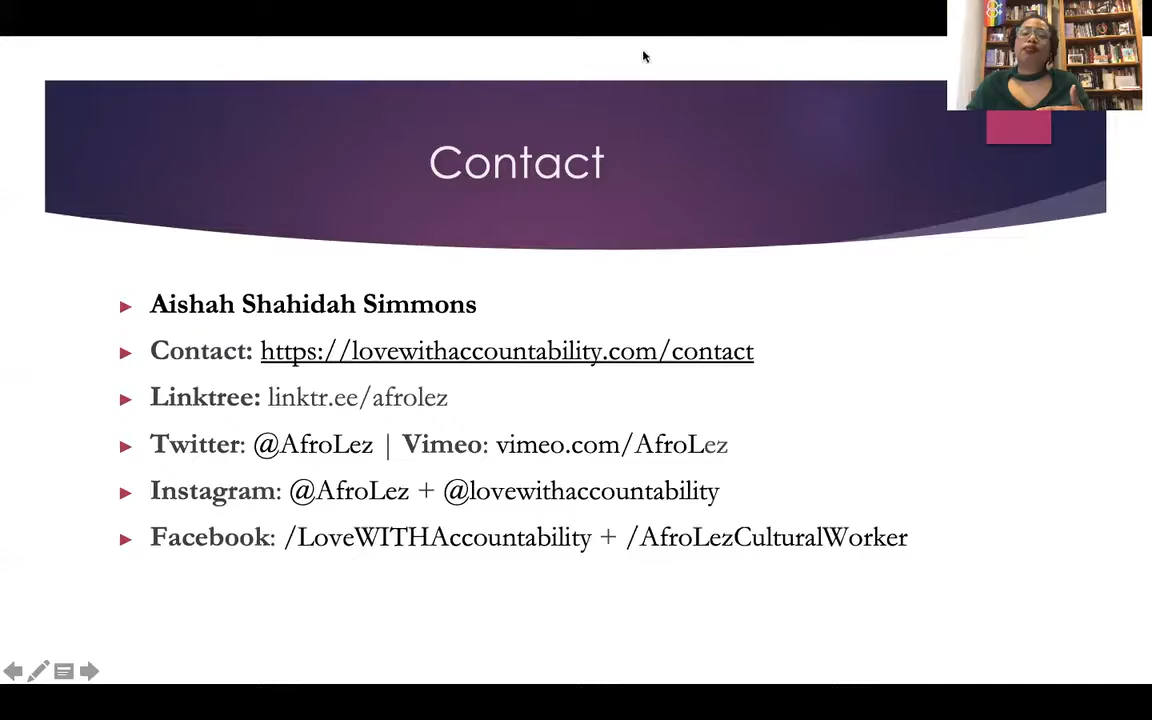 Contact
Aishah Shahidah Simmons
Contact: https://lovewithaccountability.com/contact
Linktree: linktr.ee/afrolez
Twitter: @AfroLez | Vimeo: vimeo.com/AfroLez
Instagram: @AfroLez + @lovewithaccountability
Facebook: /LoveWITHAccountability + /AfroLezCulturalWorker